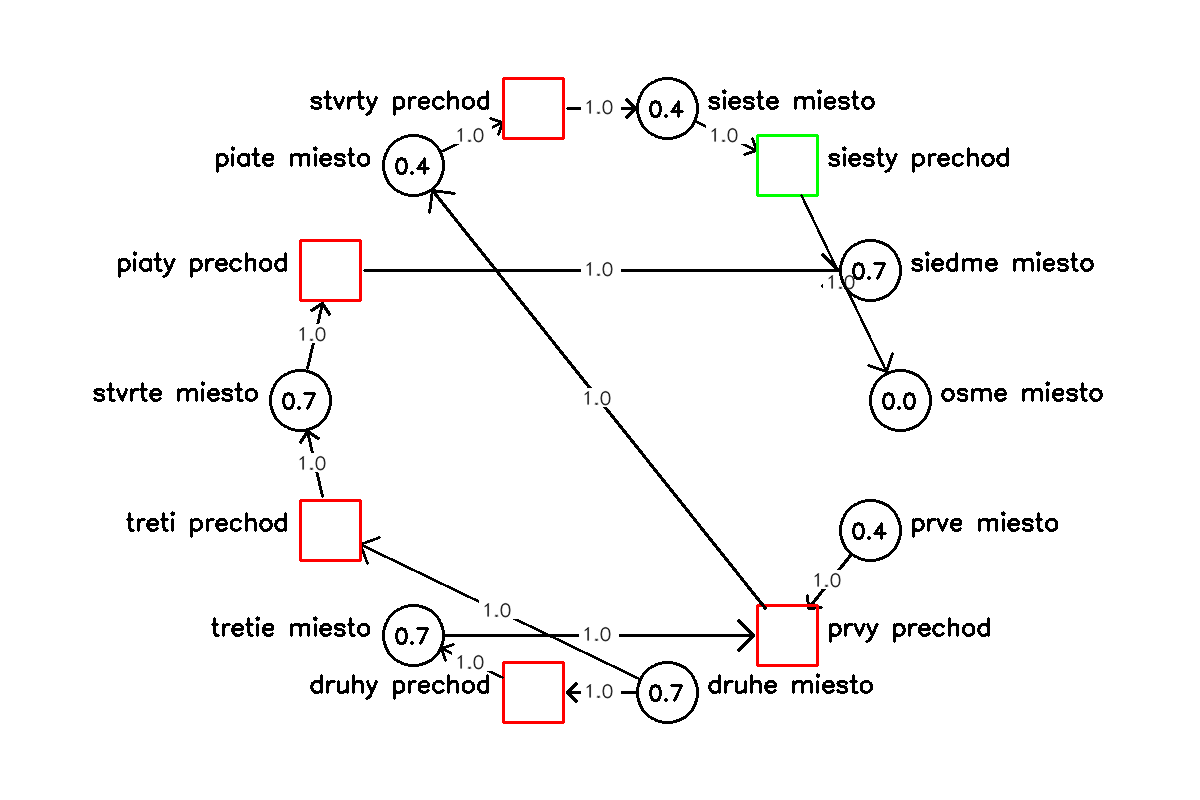 stvrty prechod
1.0
0.4
sieste miesto
1.0
1.0
piate miesto
0.4
siesty prechod
piaty prechod
1.0
0.7
siedme miesto
1.0
1.0
stvrte miesto
0.7
1.0
0.0
osme miesto
1.0
treti prechod
0.4
prve miesto
1.0
1.0
tretie miesto
0.7
1.0
prvy prechod
1.0
druhy prechod
1.0
0.7
druhe miesto